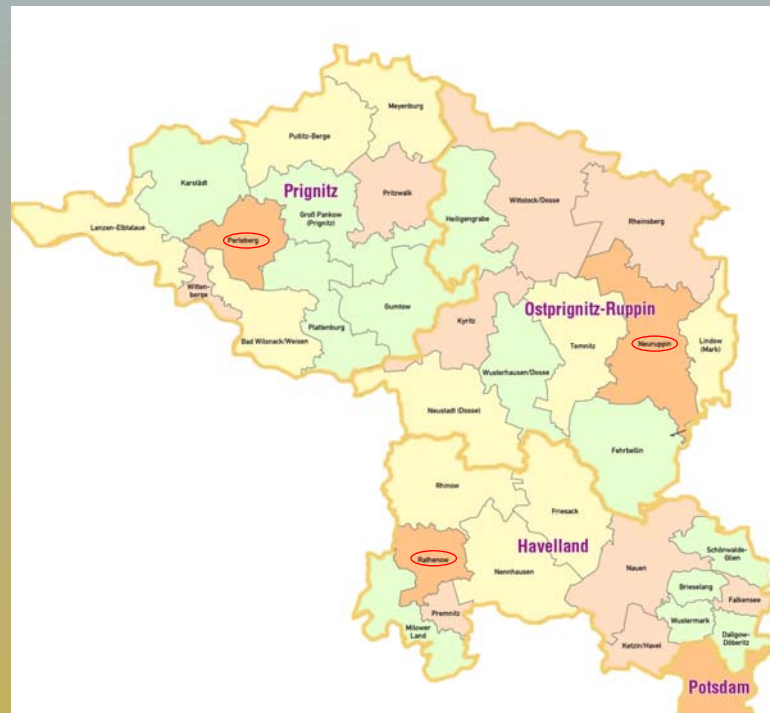 Meyenburg
Putlitz-Berge
Karstädt
Prignitz
Pritzwalk
Groß Pankow
(Prignitz)
Heiligengrabe
Wittstock/Dosse
Rheinsberg
Lenzen-Elbtalaue
Perleberg
Witten-
berge
Gumtow
Plattenburg
Bad Wilsnack/Weisen
Kyritz
Ostprignitz-Ruppin
Temnitz
Neuruppin
Lindow
(Mark)
Wusterhausen/Dosse
Neustadt (Dosse)
Fehrbellin
Rhinow
Friesack
Havelland
Rathenow
Nennhausen
Nauen
Schönwalde-
Glien
Brieselang
Falkensee
Premnitz
Wustermark
Milower
Land
Dallgow-
Döberitz
Ketzin/Havel
Potsdam